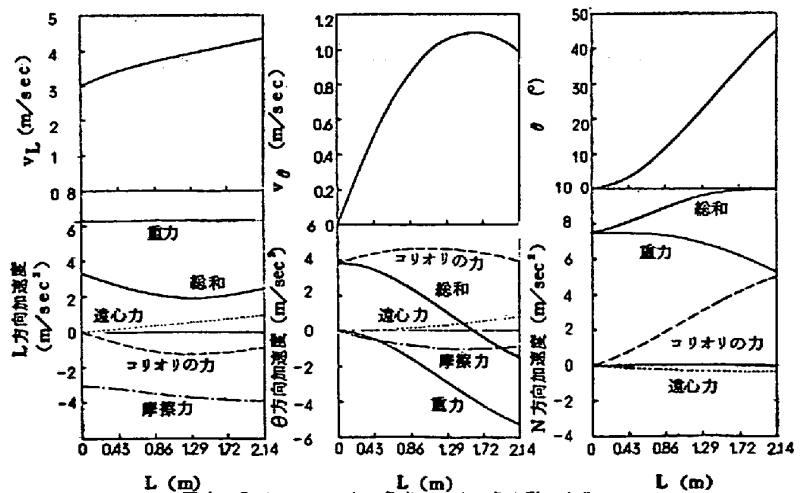 v_L (m/sec)
5
4
3
2
1
0
v_θ (m/sec)
1.2
1.0
0.8
0.6
0.4
0.2
0
θ (°)
50
40
30
20
10
0
L方向加速度 (m/sec²)
8
6
4
2
0
-2
-4
重力
総和
遠心力
コリオリの力
摩擦力
0 0.43 0.86 1.29 1.72 2.14
L (m)
θ方向加速度 (m/sec²)
6
4
2
0
-2
-4
-6
コリオリの力
総和
遠心力
摩擦力
重力
0 0.43 0.86 1.29 1.72 2.14
L (m)
N方向加速度 (m/sec²)
10
7.5
5
2
0
-2
-4
総和
重力
コリオリの力
遠心力
0 0.43 0.86 1.29 1.72 2.14
L (m)